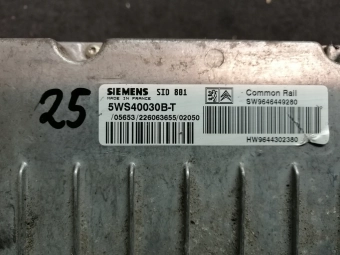 25
SIEMENS SID 801
MADE IN FRANCE
5WS40030B-T
/05653/226063655/02050
Common Rail
SW9646449280
HW9644302380